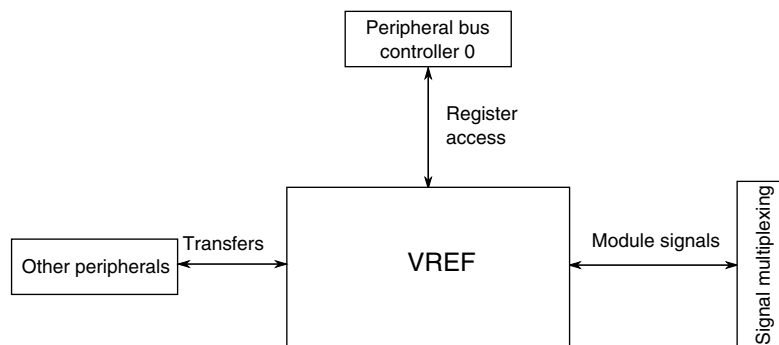 Peripheral bus
controller 0
Register
access
Transfers
Other peripherals
VREF
Module signals
Signal multiplexing